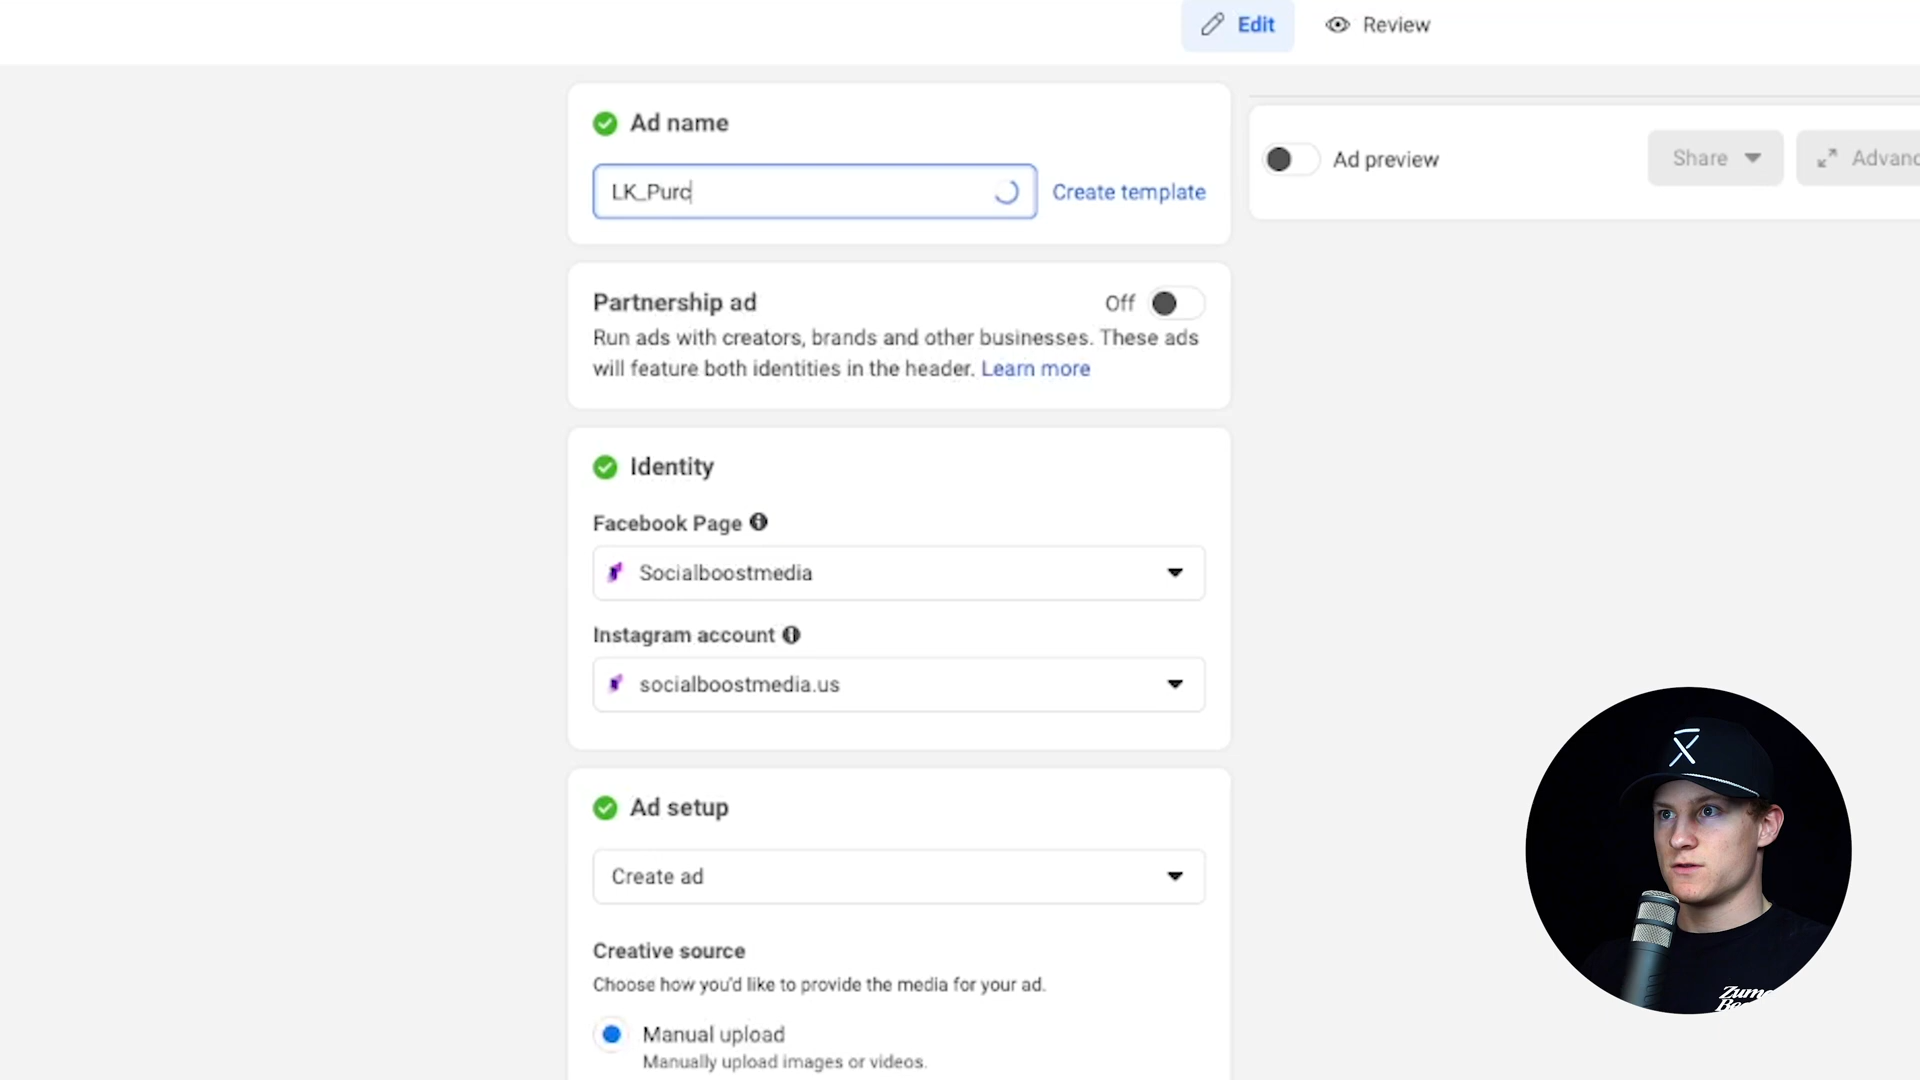 Edit
Review
Ad name
LK_Purc
Create template
Ad preview
Share
Advanc
Partnership ad
Off
Run ads with creators, brands and other businesses. These ads
will feature both identities in the header. Learn more
Identity
Facebook Page
Socialboostmedia
Instagram account
socialboostmedia.us
Ad setup
Create ad
Creative source
Choose how you'd like to provide the media for your ad.
Manual upload
Manually upload images or videos.